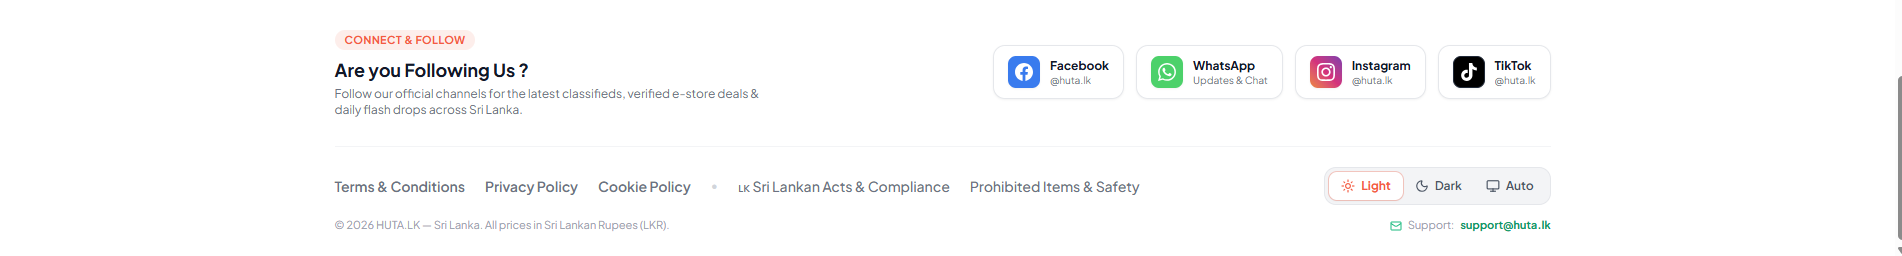 CONNECT & FOLLOW
Are you Following Us ?
Follow our official channels for the latest classifieds, verified e-store deals &
daily flash drops across Sri Lanka.
Facebook
@huta.lk
WhatsApp
Updates & Chat
Instagram
@huta.lk
TikTok
@huta.lk
Terms & Conditions Privacy Policy Cookie Policy • LK Sri Lankan Acts & Compliance Prohibited Items & Safety
Light Dark Auto
© 2026 HUTA.LK — Sri Lanka. All prices in Sri Lankan Rupees (LKR).
Support: support@huta.lk